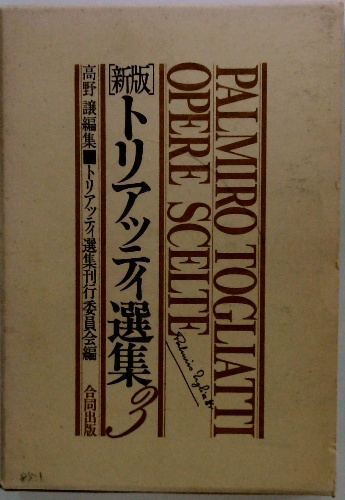 PALMIRO TOGLIATTI
OPERE SCELTE
Palmiro Togliatti
[新版]トリアッティ選集3
高野 譲編集■トリアッティ選集刊行委員会編
合同出版